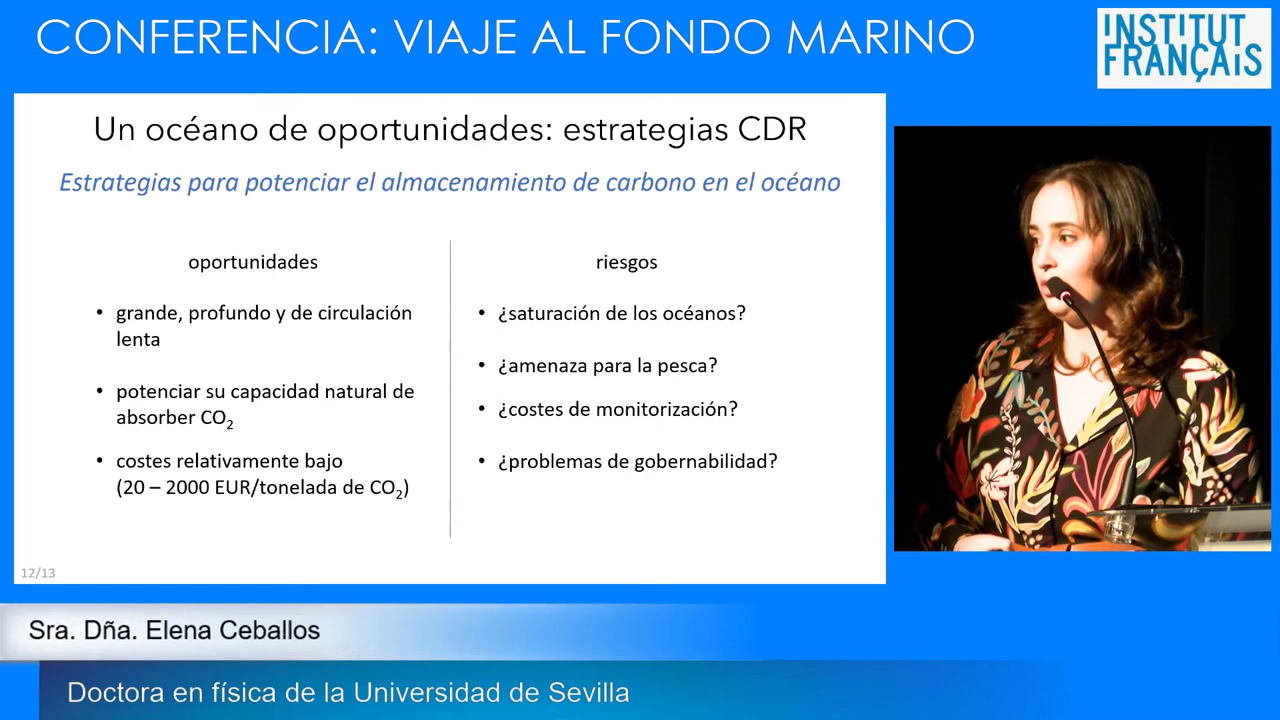 CONFERENCIA: VIAJE AL FONDO MARINO
INSTITUT
FRANÇAIS
Un océano de oportunidades: estrategias CDR
Estrategias para potenciar el almacenamiento de carbono en el océano
oportunidades
• grande, profundo y de circulación
lenta
• potenciar su capacidad natural de
absorber CO₂
• costes relativamente bajo
(20 – 2000 EUR/tonelada de CO₂)
riesgos
• ¿saturación de los océanos?
• ¿amenaza para la pesca?
• ¿costes de monitorización?
• ¿problemas de gobernabilidad?
12/13
Sra. Dña. Elena Ceballos
Doctora en física de la Universidad de Sevilla